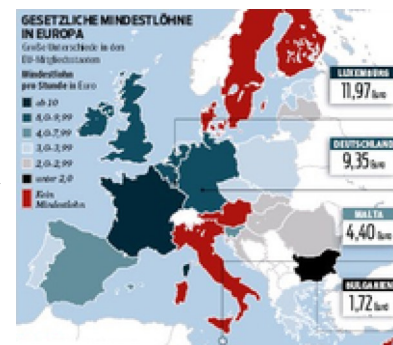 GESETZLICHE MINDESTLÖHNE
IN EUROPA
Große Unterschiede in den
EU-Mitgliedsstaaten
Mindestlohn
pro Stunde in Euro
ab 10
8,0-9,99
4,0-7,99
3,0-3,99
2,0-2,99
unter 2,0
Kein
Mindestlohn
LUXEMBURG
11,97 Euro
DEUTSCHLAND
9,35 Euro
MALTA
4,40 Euro
BULGARIEN
1,72 Euro